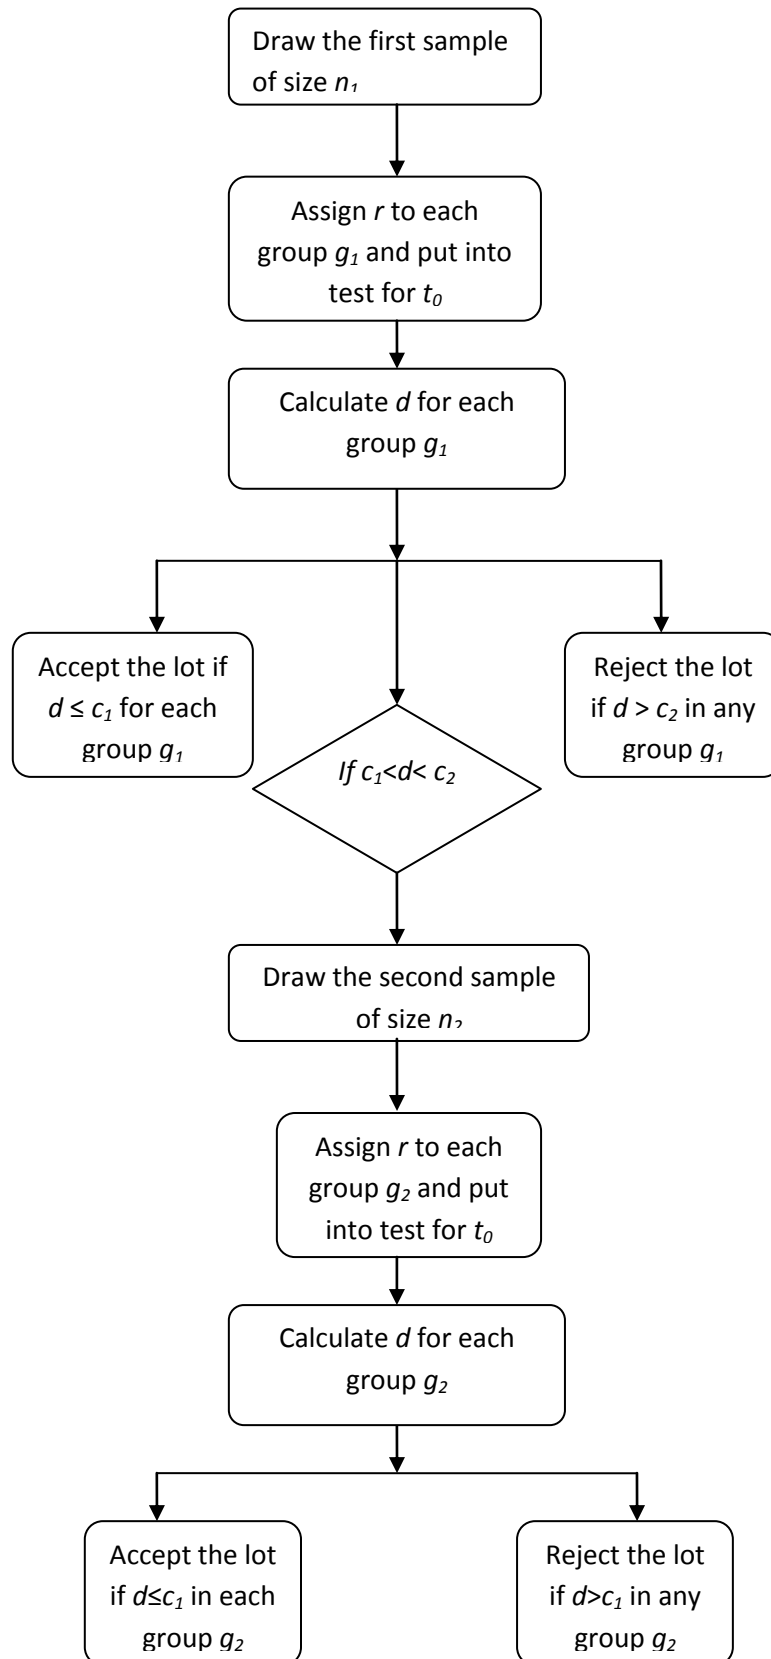 Draw the first sample
of size n₁
Assign r to each
group g₁ and put into
test for t₀
Calculate d for each
group g₁
Accept the lot if
d ≤ c₁ for each
group g₁
If c₁<d< c₂
Reject the lot
if d > c₂ in any
group g₁
Draw the second sample
of size n₂
Assign r to each
group g₂ and put
into test for t₀
Calculate d for each
group g₂
Accept the lot
if d≤c₁ in each
group g₂
Reject the lot
if d>c₁ in any
group g₂